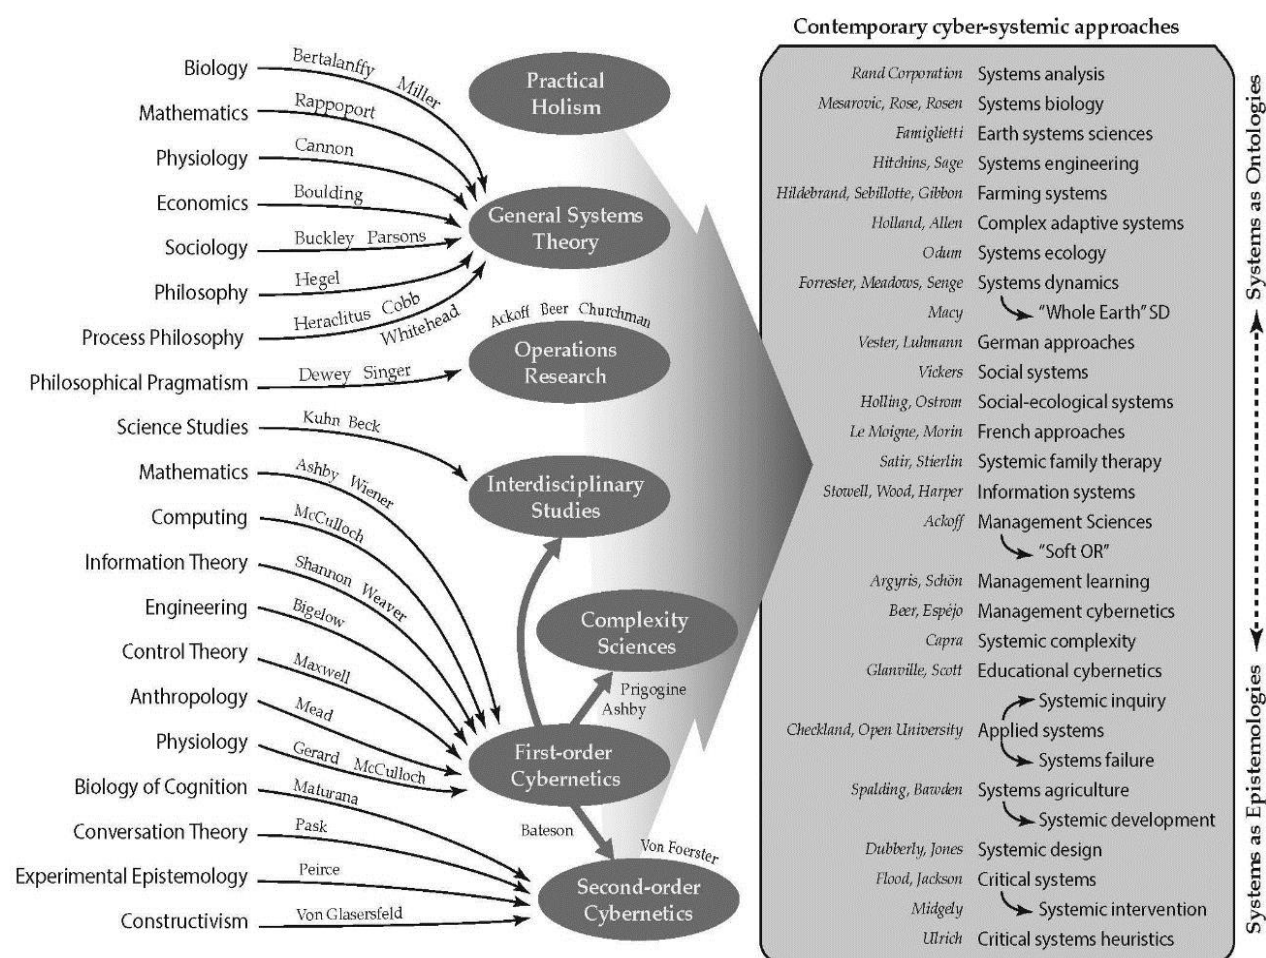 Contemporary cyber-systemic approaches
Biology
Bertalanffy Miller
Mathematics
Rappoport
Physiology
Cannon
Economics
Boulding
Sociology
Buckley Parsons
Philosophy
Hegel
Process Philosophy
Heraclitus Cobb
Whitehead
Philosophical Pragmatism
Dewey Singer
Science Studies
Kuhn Beck
Mathematics
Ashby Wiener
Computing
McCulloch
Information Theory
Shannon Weaver
Engineering
Bigelow
Control Theory
Maxwell
Anthropology
Mead
Physiology
Gerard McCulloch
Biology of Cognition
Maturana
Conversation Theory
Pask
Experimental Epistemology
Peirce
Constructivism
Von Glasersfeld
Practical
Holism
General Systems
Theory
Ackoff Beer Churchman
Operations
Research
Interdisciplinary
Studies
Complexity
Sciences
Prigogine
Ashby
First-order
Cybernetics
Bateson
Von Foerster
Second-order
Cybernetics
Rand Corporation Systems analysis
Mesarovic, Rose, Rosen Systems biology
Famiglietti Earth systems sciences
Hitchins, Sage Systems engineering
Hildebrand, Sebillotte, Gibbon Farming systems
Holland, Allen Complex adaptive systems
Odum Systems ecology
Forrester, Meadows, Senge Systems dynamics
Macy "Whole Earth" SD
Vester, Luhmann German approaches
Vickers Social systems
Holling, Ostrom Social-ecological systems
Le Moigne, Morin French approaches
Satir, Stierlin Systemic family therapy
Stowell, Wood, Harper Information systems
Ackoff Management Sciences
"Soft OR"
Argyris, Schön Management learning
Beer, Espéjo Management cybernetics
Capra Systemic complexity
Glanville, Scott Educational cybernetics
Systemic inquiry
Checkland, Open University Applied systems
Systems failure
Spalding, Bawden Systems agriculture
Systemic development
Dubberly, Jones Systemic design
Flood, Jackson Critical systems
Midgely Systemic intervention
Ulrich Critical systems heuristics
Systems as Ontologies
Systems as Epistemologies